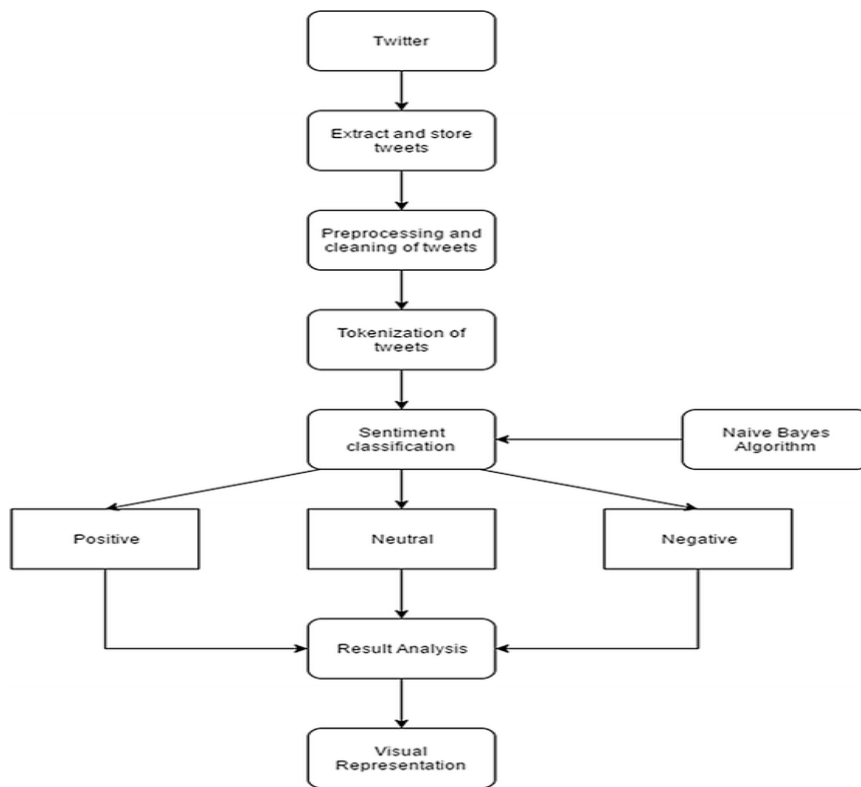 Twitter
Extract and store
tweets
Preprocessing and
cleaning of tweets
Tokenization of
tweets
Sentiment
classification
Naive Bayes
Algorithm
Positive
Neutral
Negative
Result Analysis
Visual
Representation